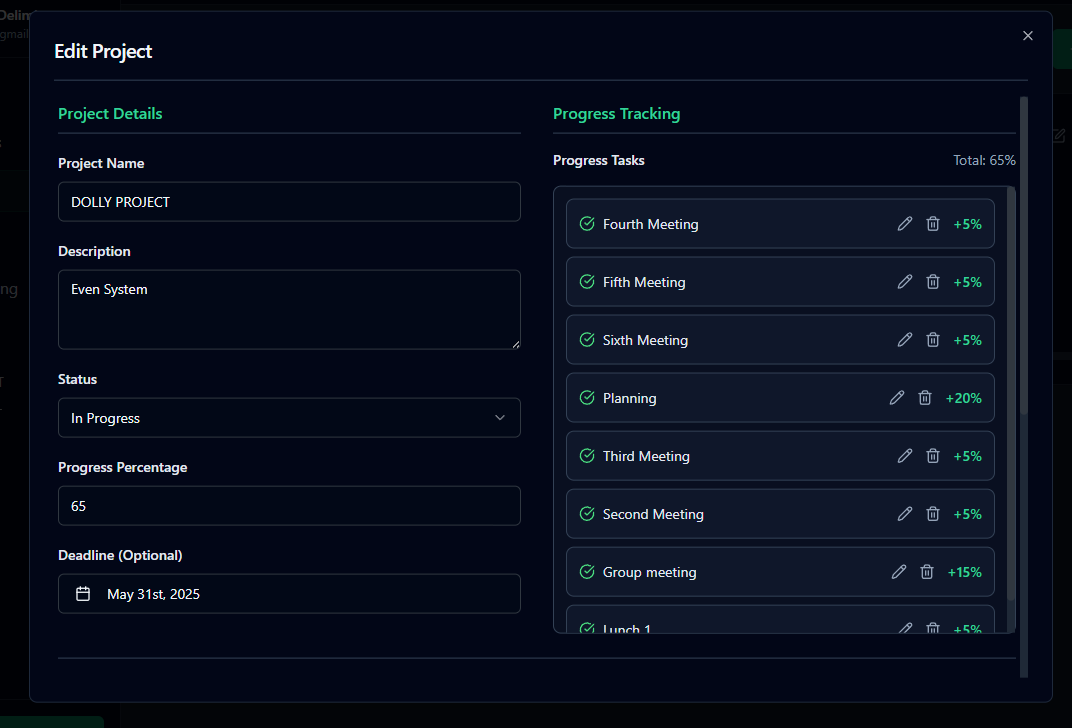 Edit Project
Project Details
Project Name
DOLLY PROJECT
Description
Even System
Status
In Progress
Progress Percentage
65
Deadline (Optional)
May 31st, 2025
Progress Tracking
Progress Tasks
Total: 65%
Fourth Meeting +5%
Fifth Meeting +5%
Sixth Meeting +5%
Planning +20%
Third Meeting +5%
Second Meeting +5%
Group meeting +15%
Lunch 1 +5%